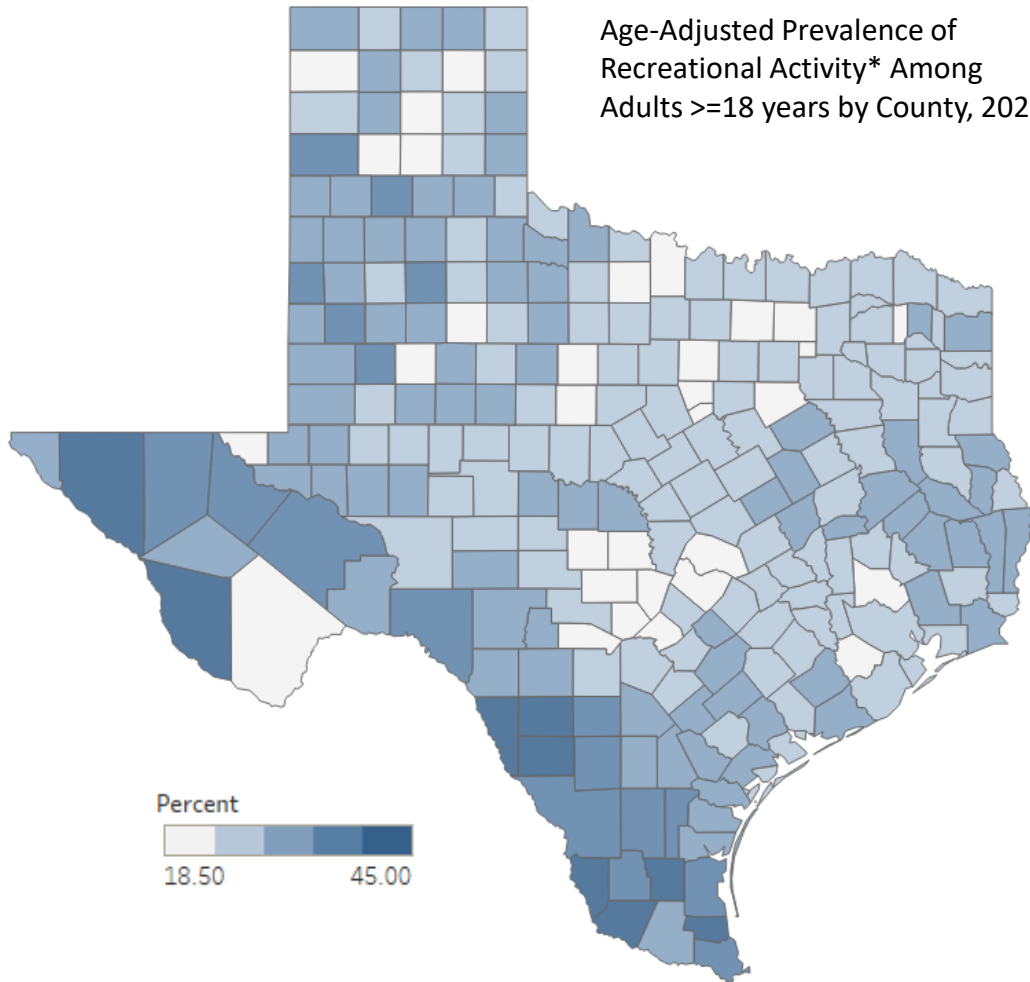 Age-Adjusted Prevalence of
Recreational Activity* Among
Adults >=18 years by County, 202
Percent
18.50 45.00